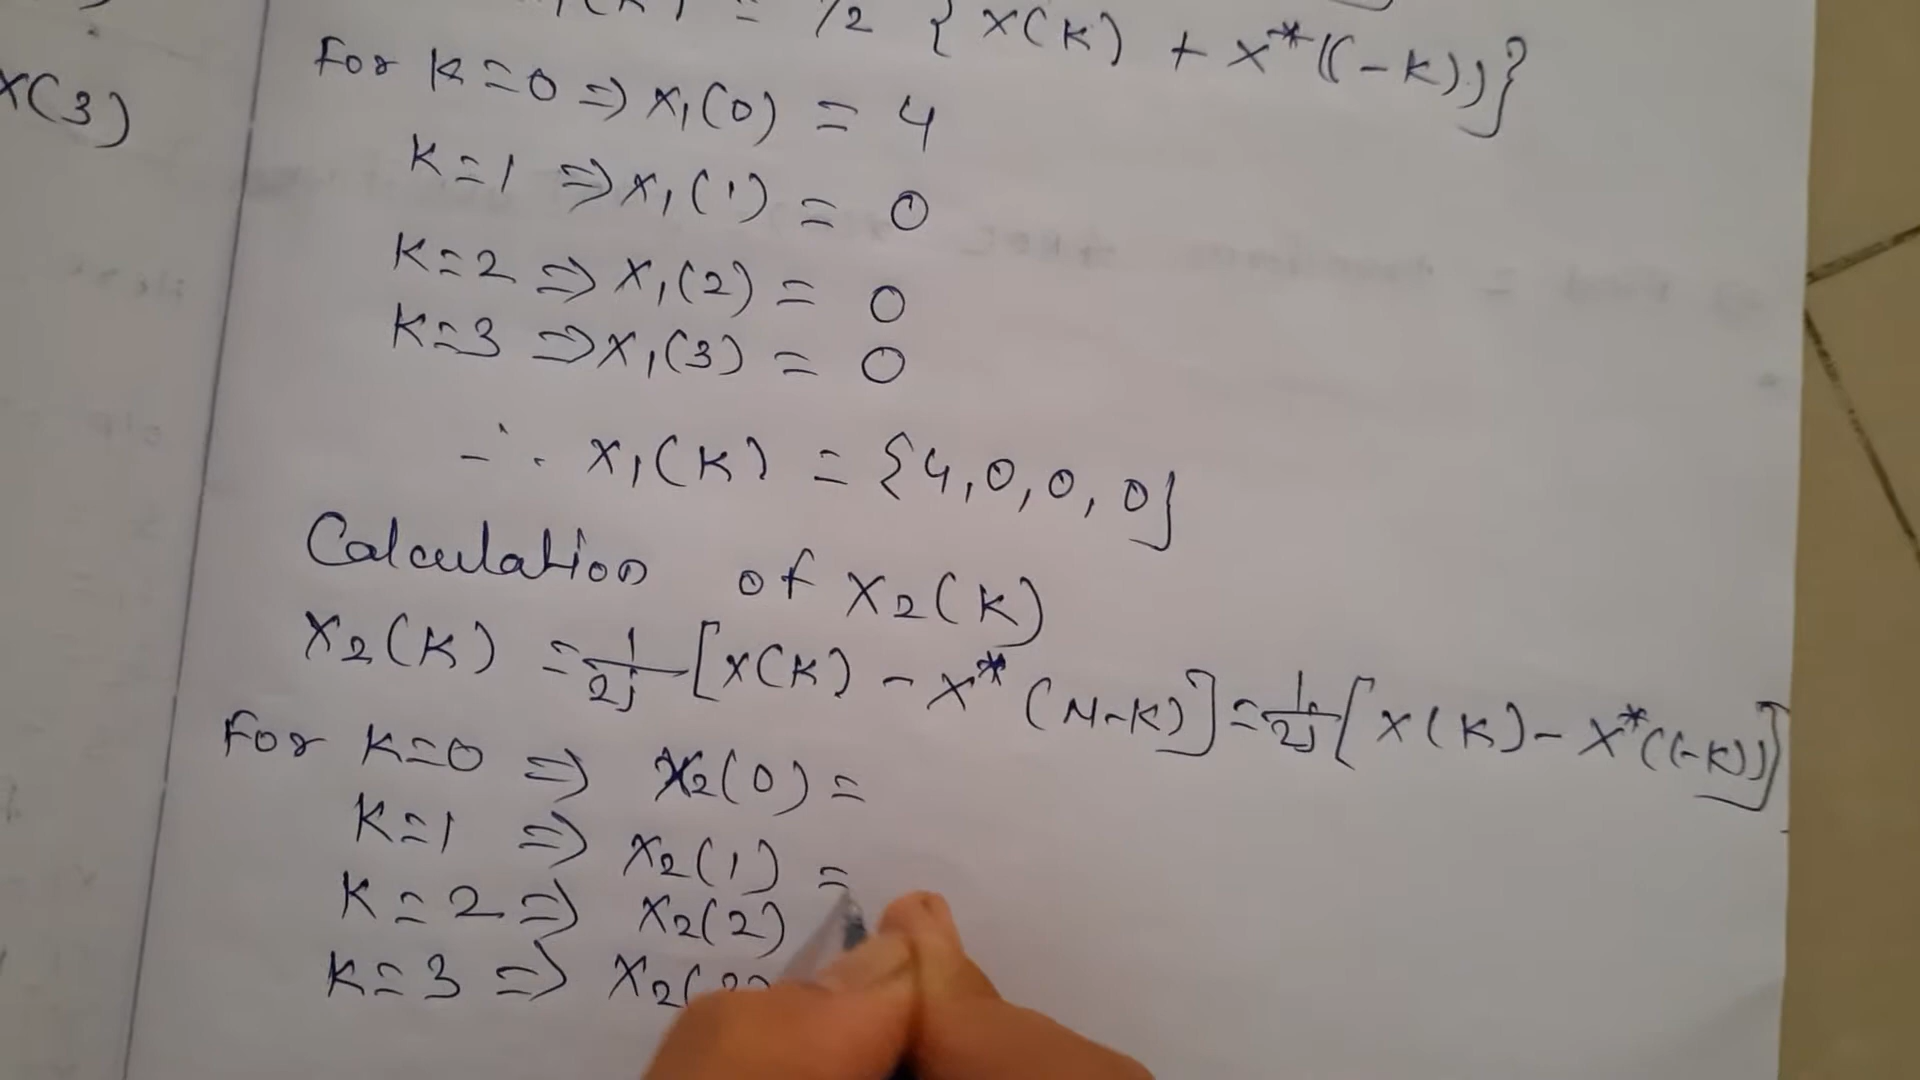 X(3)
= 1/2 { X(K) + X*((-K))}
For K=0 ⇒ X1(0) = 4
K=1 ⇒ X1(1) = 0
K=2 ⇒ X1(2) = 0
K=3 ⇒ X1(3) = 0
∴ X1(K) = {4,0,0,0}
Calculation of X2(K)
X2(K) = 1/2j [X(K) - X*(N-K)] = 1/2j [X(K) - X*((-K))]
For K=0 ⇒ X2(0) =
K=1 ⇒ X2(1) =
K=2 ⇒ X2(2)
K=3 ⇒ X2(